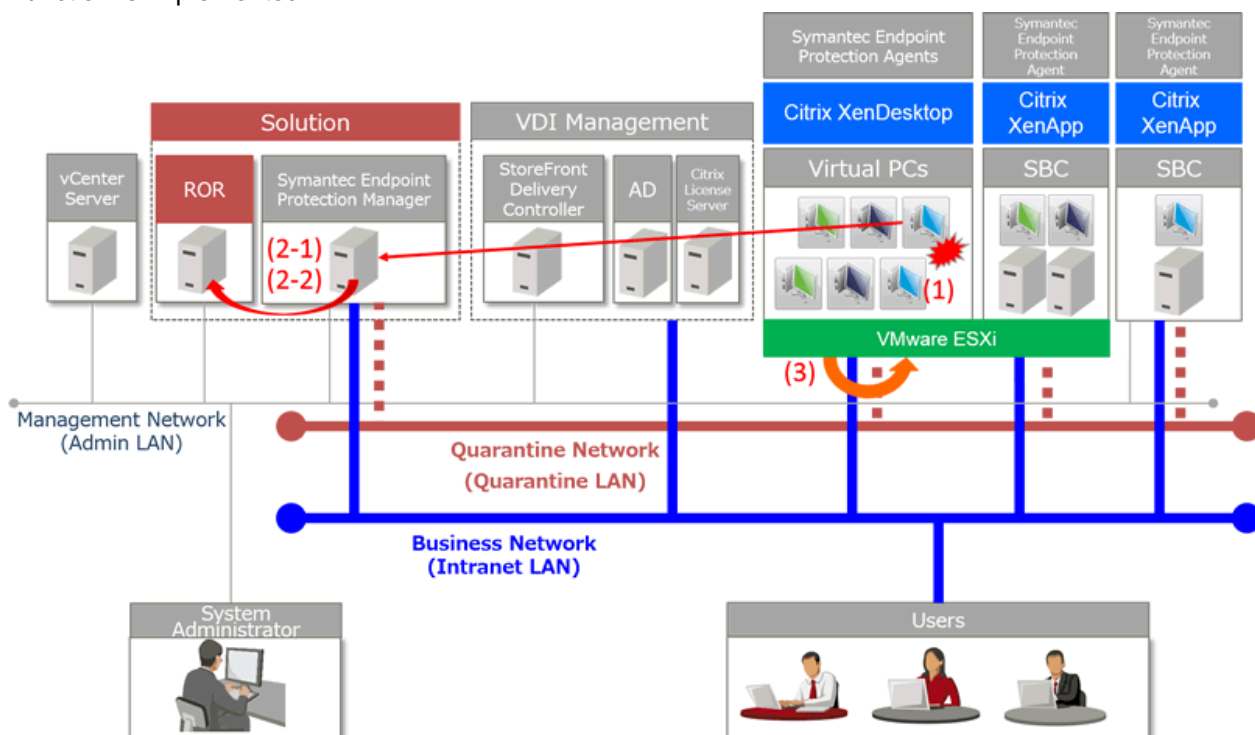 Symantec Endpoint
Protection Agents
Symantec
Endpoint
Protection
Agent
Symantec
Endpoint
Protection
Agent
Citrix XenDesktop
Citrix
XenApp
Citrix
XenApp
Solution
VDI Management
Virtual PCs
SBC
SBC
vCenter
Server
ROR
Symantec Endpoint
Protection Manager
StoreFront
Delivery
Controller
AD
Citrix
License
Server
(2-1)
(2-2)
(1)
VMware ESXi
(3)
Management Network
(Admin LAN)
Quarantine Network
(Quarantine LAN)
Business Network
(Intranet LAN)
System
Administrator
Users